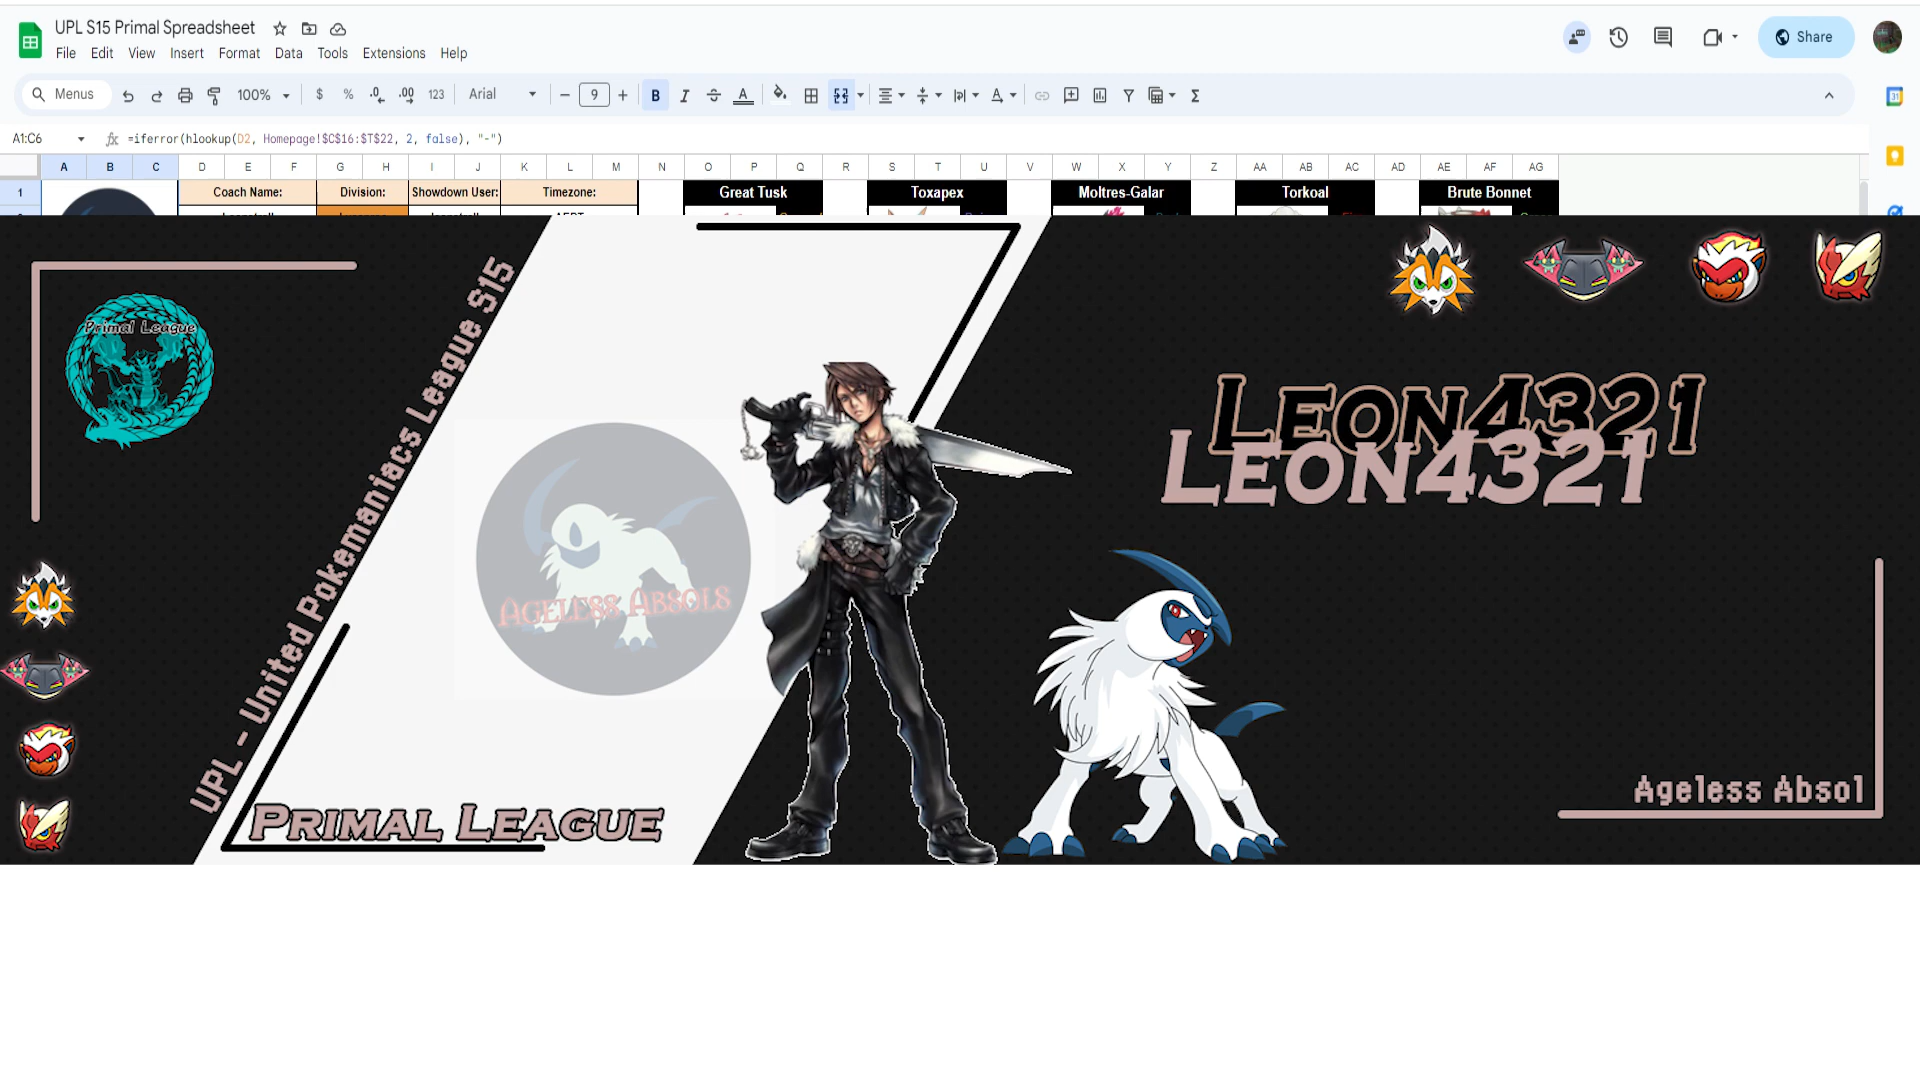 UPL S15 Primal Spreadsheet
File Edit View Insert Format Data Tools Extensions Help
Share
Menus 100% $ % .0 .00 123 Arial 9 B I A
A1:C6 fx =iferror(hlookup(D2, Homepage!$C$16:$T$22, 2, false), "-")
A B C D E F G H I J K L M N O P Q R S T U V W X Y Z AA AB AC AD AE AF AG
1 Coach Name: Division: Showdown User: Timezone: Great Tusk Toxapex Moltres-Galar Torkoal Brute Bonnet
Primal League
UPL - United Pokemaniacs League S15
Leon4321
Leon4321
Ageless Absols
Ageless Absol
Primal League